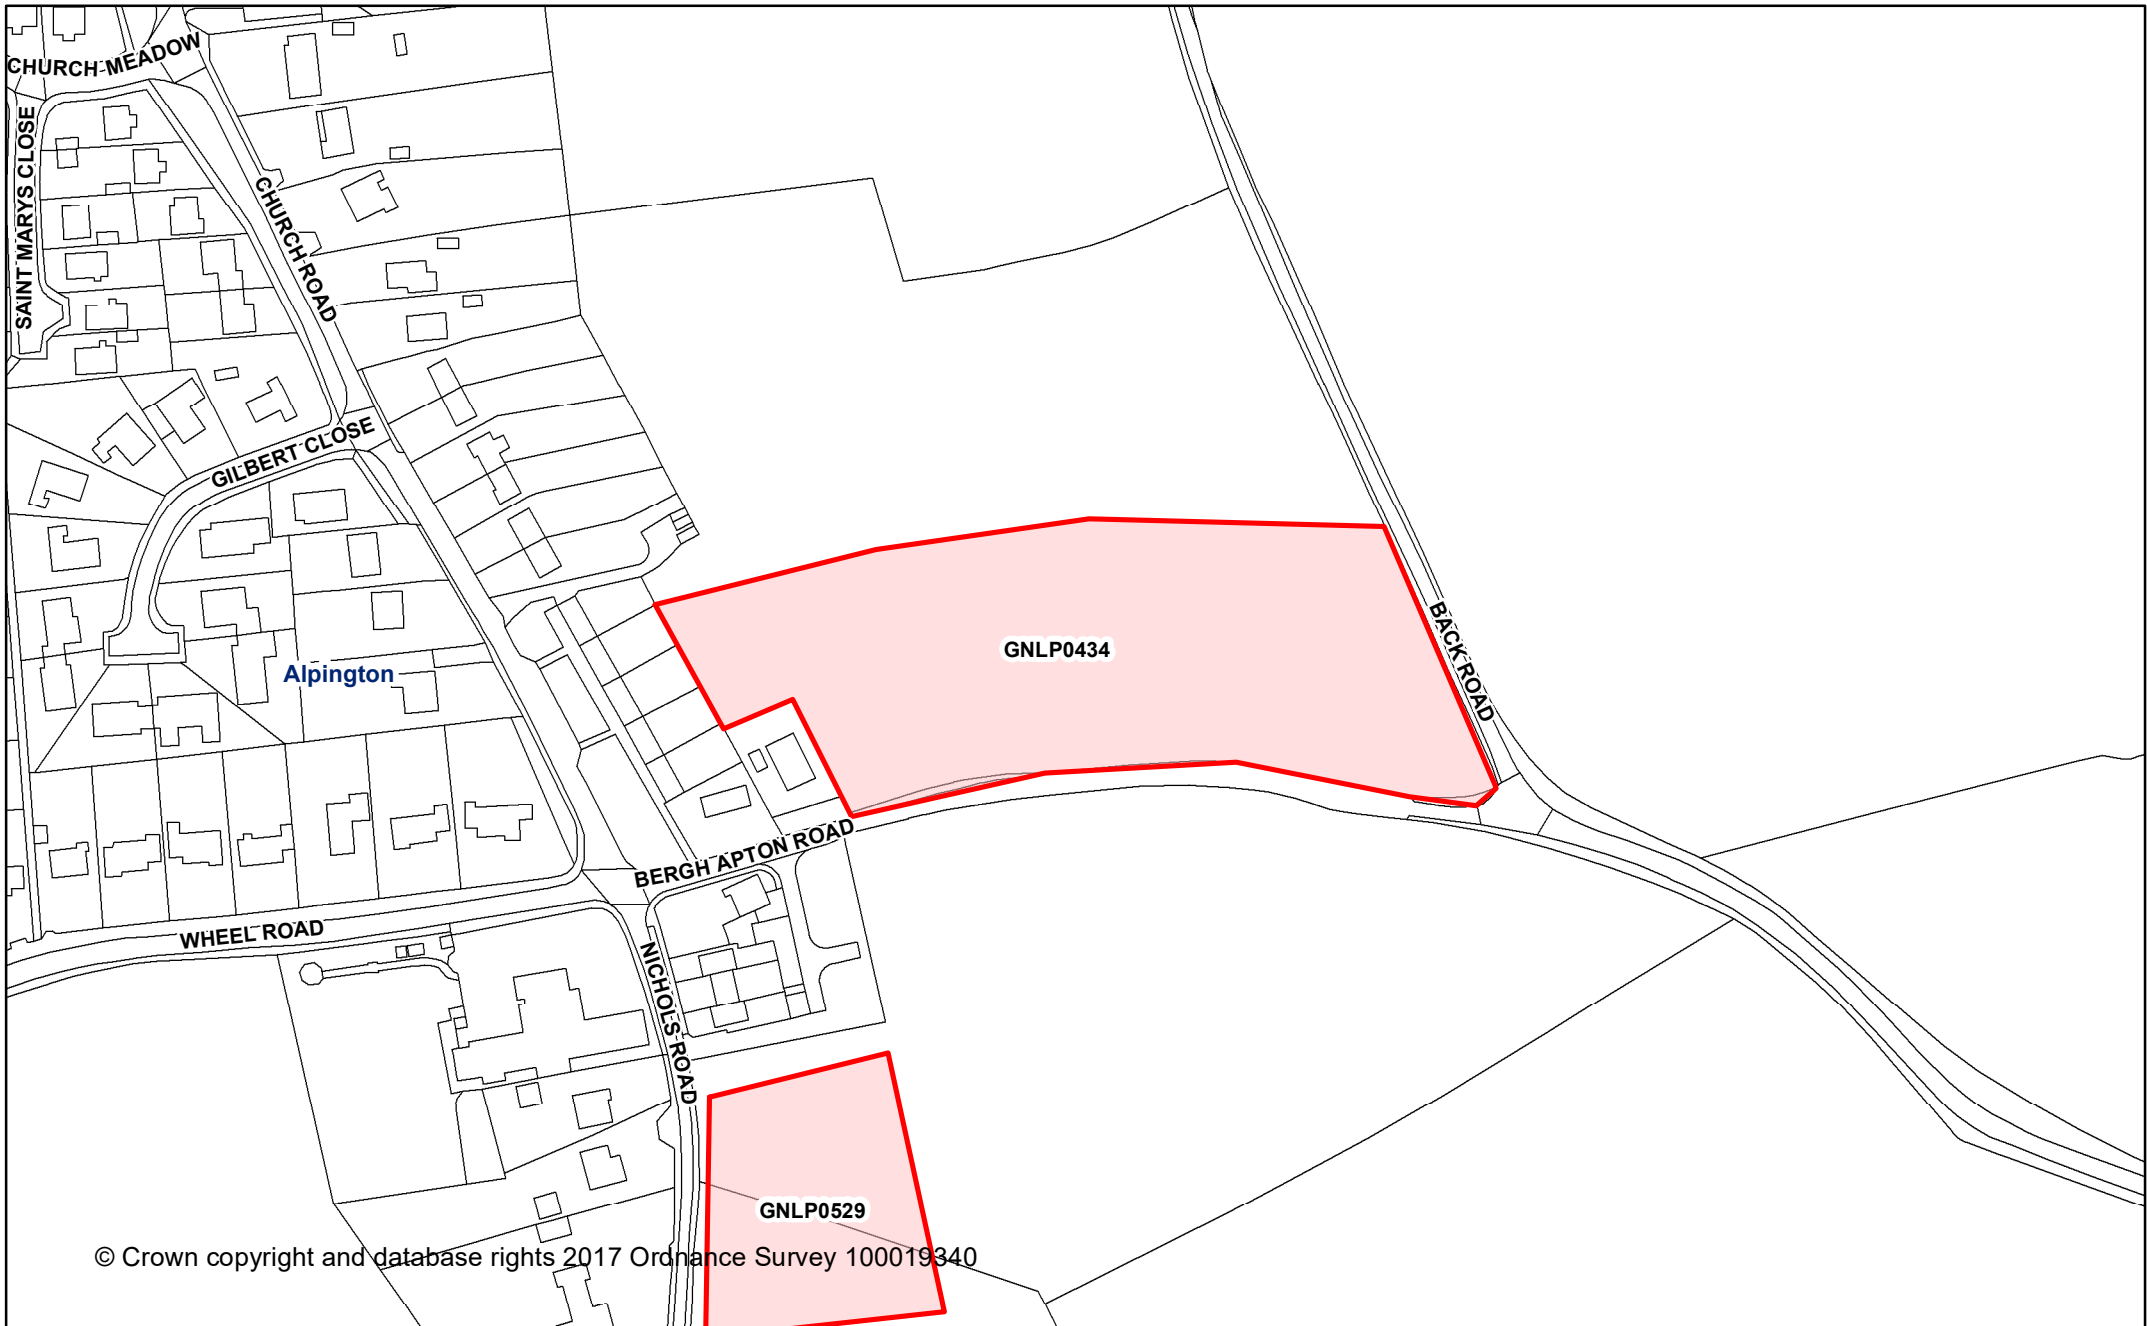 CHURCH MEADOW
SAINT MARYS CLOSE
CHURCH ROAD
GILBERT CLOSE
Alpington
GNLP0434
BACK ROAD
BERGH APTON ROAD
WHEEL ROAD
NICHOLS ROAD
GNLP0529
© Crown copyright and database rights 2017 Ordnance Survey 100019340